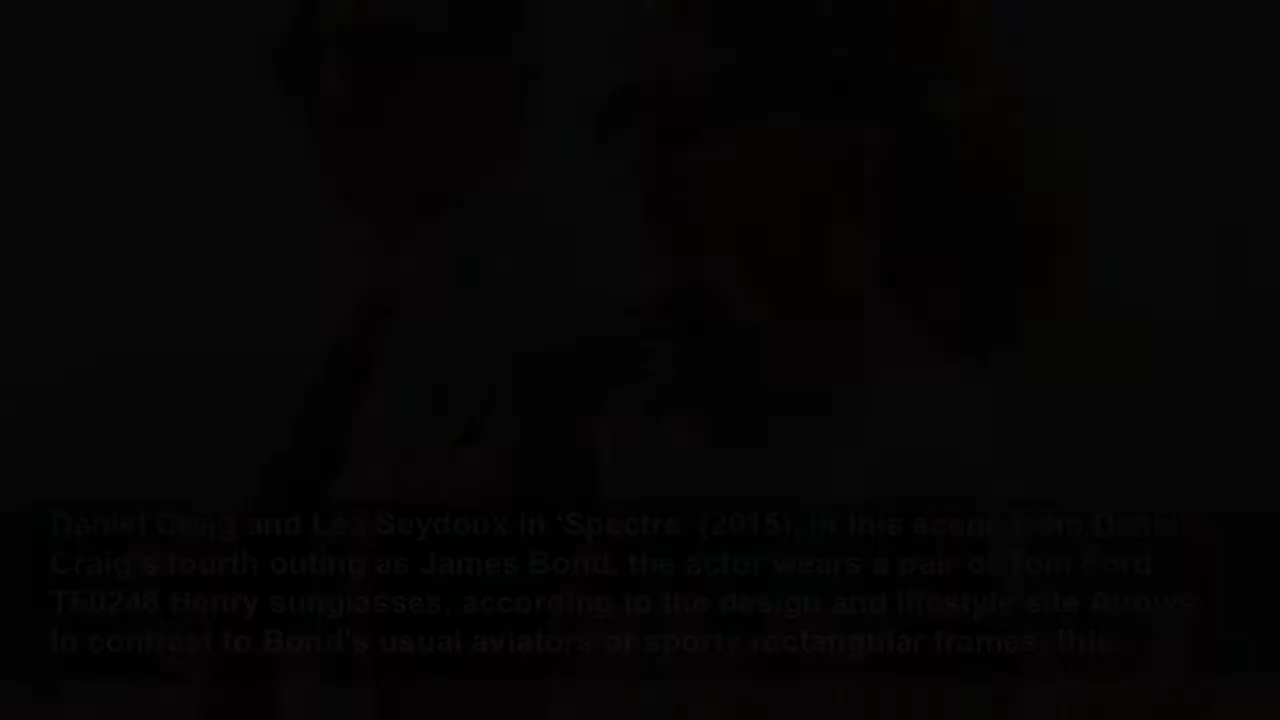 Daniel Craig and Léa Seydoux in 'Spectre' (2015), In this scene from Daniel
Craig's fourth outing as James Bond, the actor wears a pair of Tom Ford
TF0248 Henry sunglasses, according to the design and lifestyle site
In contrast to Bond's usual aviators or sporty rectangular frames, this